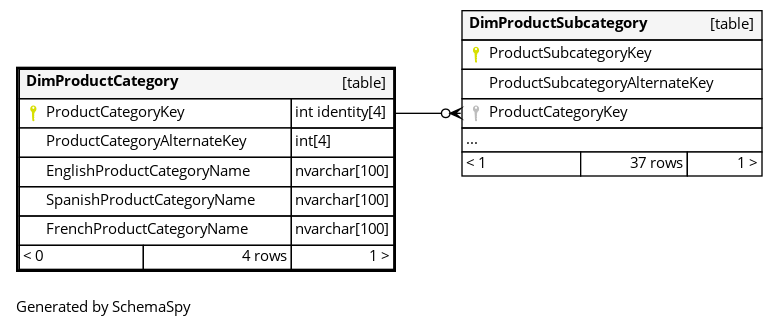 DimProductCategory [table]
ProductCategoryKey int identity[4]
ProductCategoryAlternateKey int[4]
EnglishProductCategoryName nvarchar[100]
SpanishProductCategoryName nvarchar[100]
FrenchProductCategoryName nvarchar[100]
< 0 4 rows 1 >
DimProductSubcategory [table]
ProductSubcategoryKey
ProductSubcategoryAlternateKey
ProductCategoryKey
...
< 1 37 rows 1 >
Generated by SchemaSpy